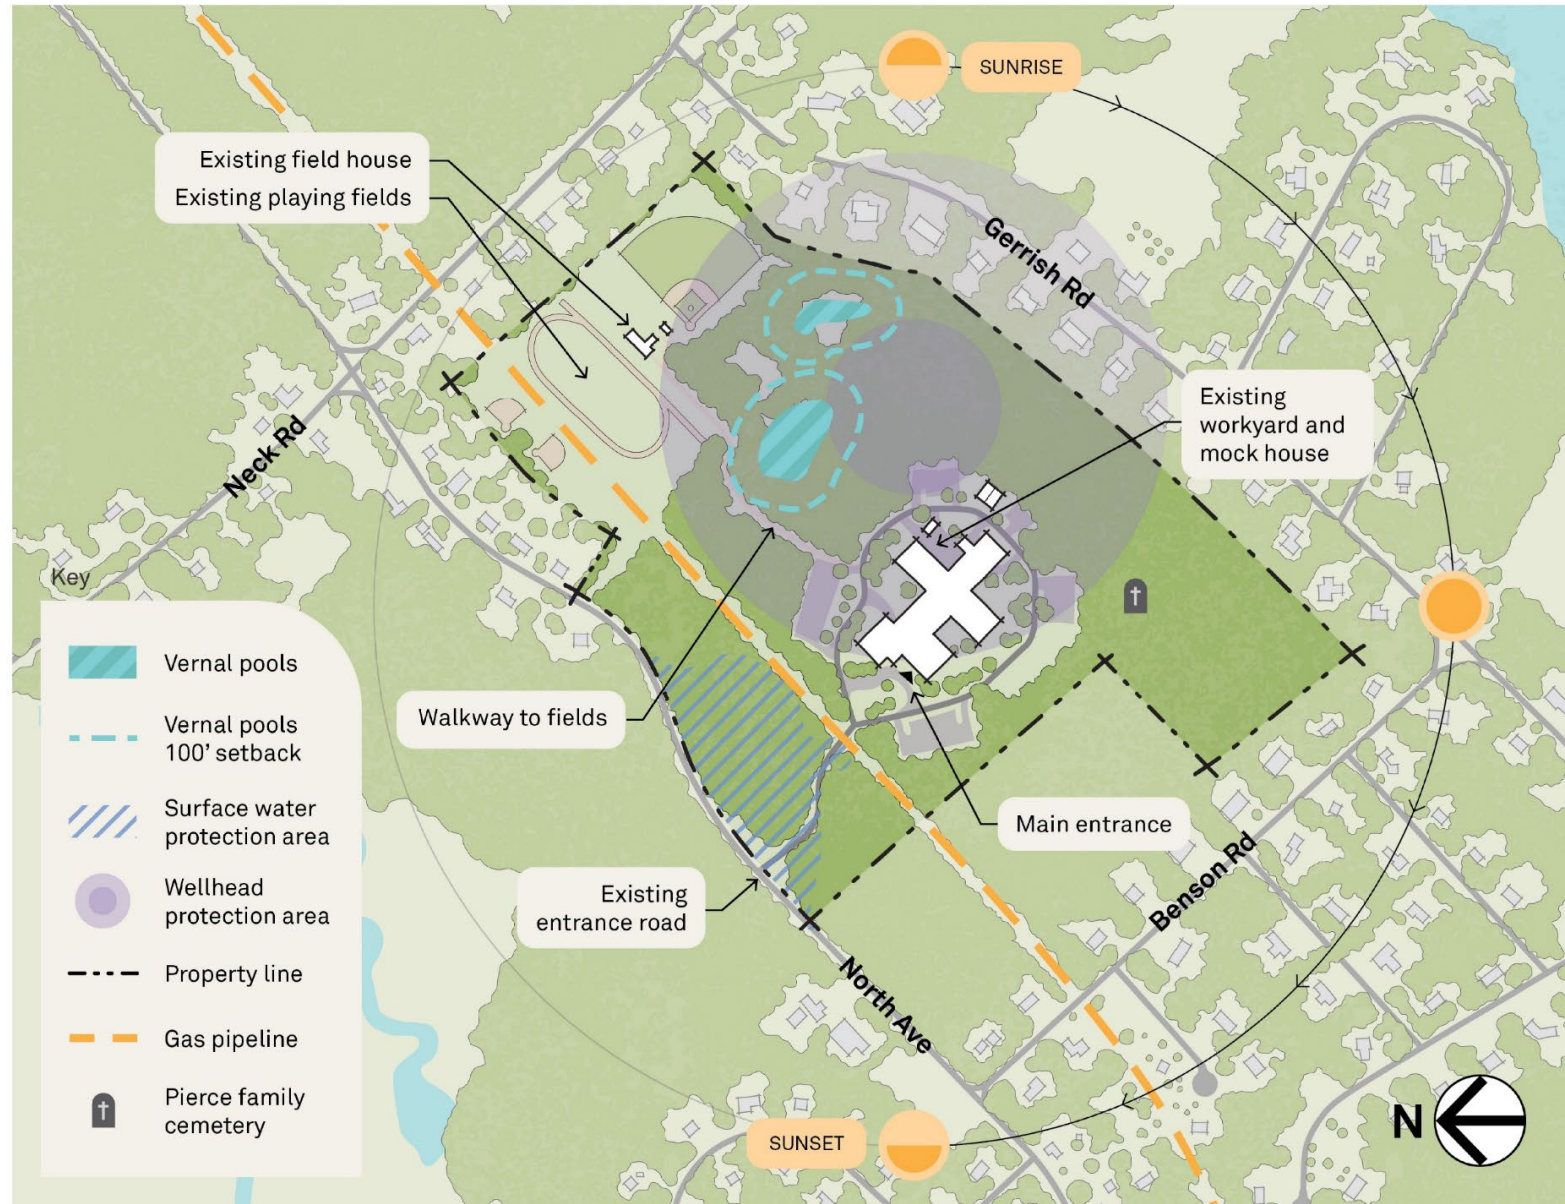 SUNRISE
Existing field house
Existing playing fields
Gerrish Rd
Existing
workyard and
mock house
Neck Rd
Key
Vernal pools
Vernal pools
100’ setback
Surface water
protection area
Wellhead
protection area
Property line
Gas pipeline
Pierce family
cemetery
Walkway to fields
Main entrance
Existing
entrance road
Benson Rd
North Ave
SUNSET
N